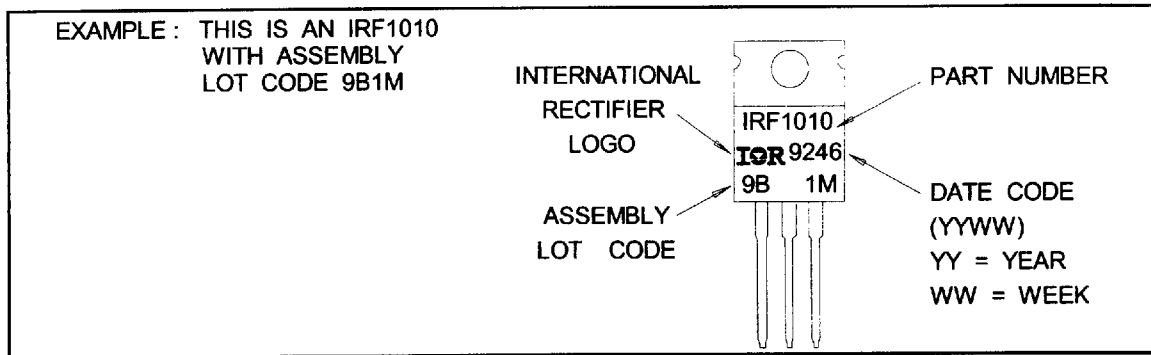 EXAMPLE : THIS IS AN IRF1010
WITH ASSEMBLY
LOT CODE 9B1M
INTERNATIONAL
RECTIFIER
LOGO
ASSEMBLY
LOT CODE
IRF1010
IOR 9246
9B 1M
PART NUMBER
DATE CODE
(YYWW)
YY = YEAR
WW = WEEK